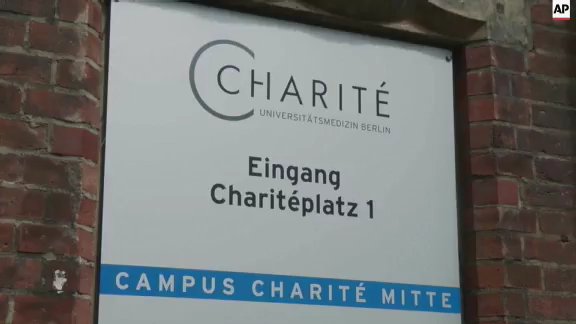 AP
CHARITÉ
UNIVERSITÄTSMEDIZIN BERLIN
Eingang
Charitéplatz 1
CAMPUS CHARITÉ MITTE